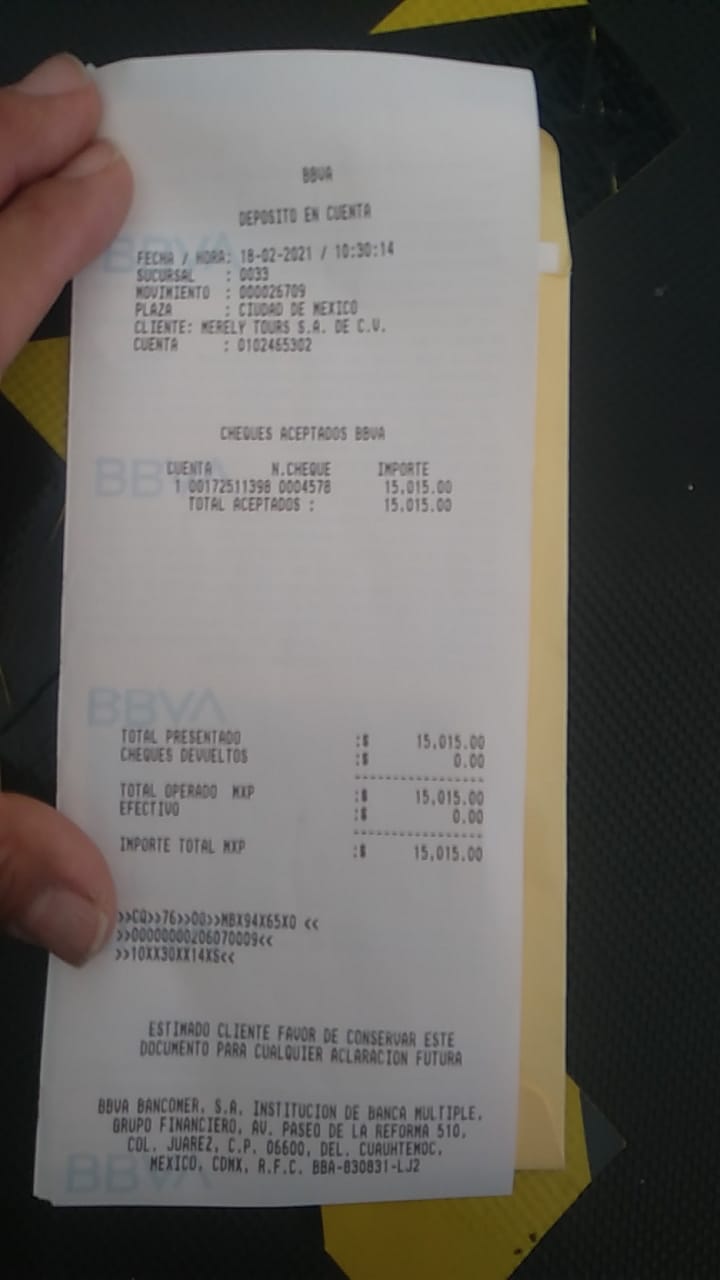 BBVA
DEPOSITO EN CUENTA
FECHA / HORA: 18-02-2021 / 10:30:14
SUCURSAL : 0033
MOVIMIENTO : 000026709
PLAZA : CIUDAD DE MEXICO
CLIENTE: MERELY TOURS S.A. DE C.V.
CUENTA : 0102465302
CHEQUES ACEPTADOS BBVA
CUENTA N.CHEQUE IMPORTE
1 00172511398 0004578 15,015.00
TOTAL ACEPTADOS : 15,015.00
TOTAL PRESENTADO :$ 15,015.00
CHEQUES DEVUELTOS :$ 0.00
TOTAL OPERADO MXP :$ 15,015.00
EFECTIVO :$ 0.00
IMPORTE TOTAL MXP :$ 15,015.00
>>CQ>>76>>00>>MBX94X65X0 <<
>>00000000206070009<<
>>10XX30XX14XS<<
ESTIMADO CLIENTE FAVOR DE CONSERVAR ESTE
DOCUMENTO PARA CUALQUIER ACLARACION FUTURA
BBVA BANCOMER, S.A. INSTITUCION DE BANCA MULTIPLE,
GRUPO FINANCIERO, AV. PASEO DE LA REFORMA 510,
COL. JUAREZ, C.P. 06600, DEL. CUAUHTEMOC,
MEXICO, CDMX, R.F.C. BBA-830831-LJ2